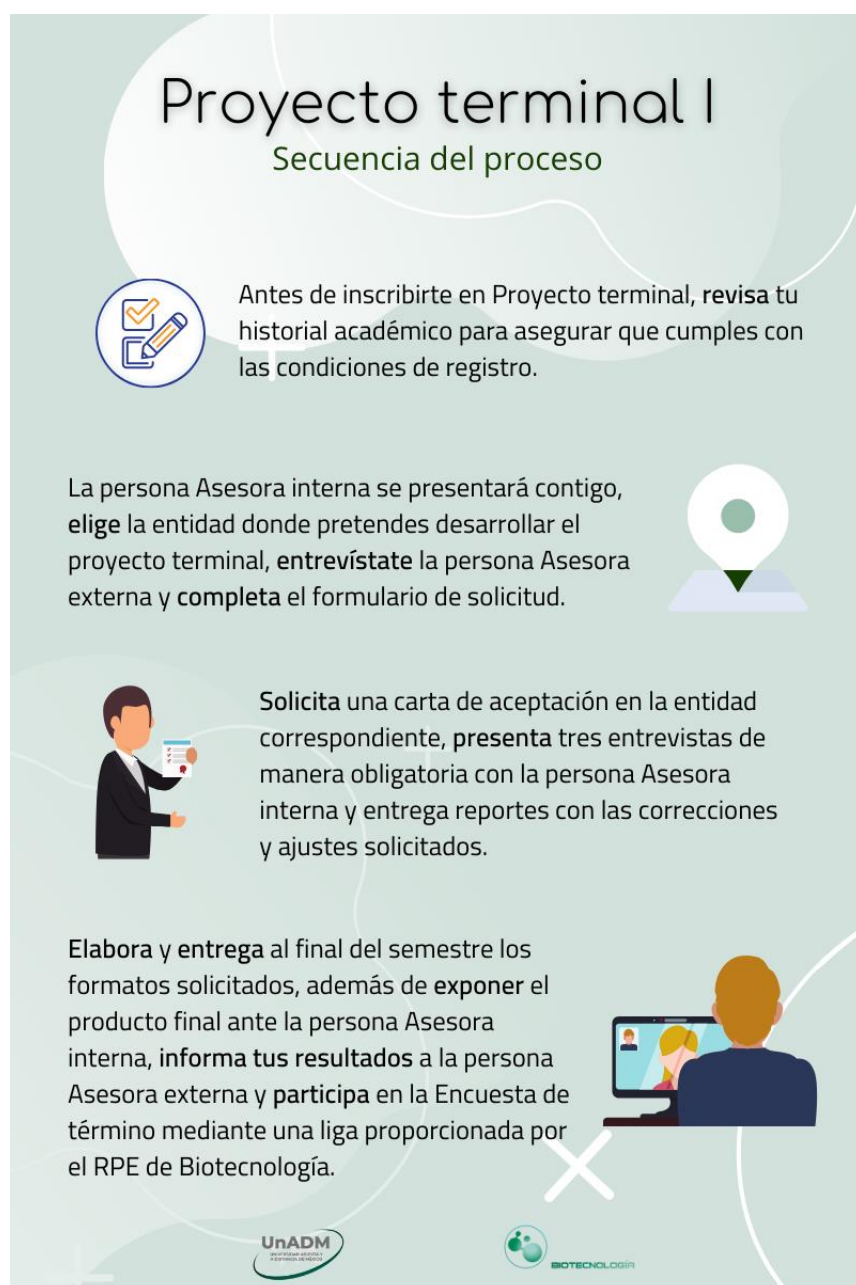 Proyecto terminal I
Secuencia del proceso
Antes de inscribirte en Proyecto terminal, revisa tu
historial académico para asegurar que cumples con
las condiciones de registro.
La persona Asesora interna se presentará contigo,
elige la entidad donde pretendes desarrollar el
proyecto terminal, entrevístate la persona Asesora
externa y completa el formulario de solicitud.
Solicita una carta de aceptación en la entidad
correspondiente, presenta tres entrevistas de
manera obligatoria con la persona Asesora
interna y entrega reportes con las correcciones
y ajustes solicitados.
Elabora y entrega al final del semestre los
formatos solicitados, además de exponer el
producto final ante la persona Asesora
interna, informa tus resultados a la persona
Asesora externa y participa en la Encuesta de
término mediante una liga proporcionada por
el RPE de Biotecnología.
UnADM
BIOTECNOLOGÍA